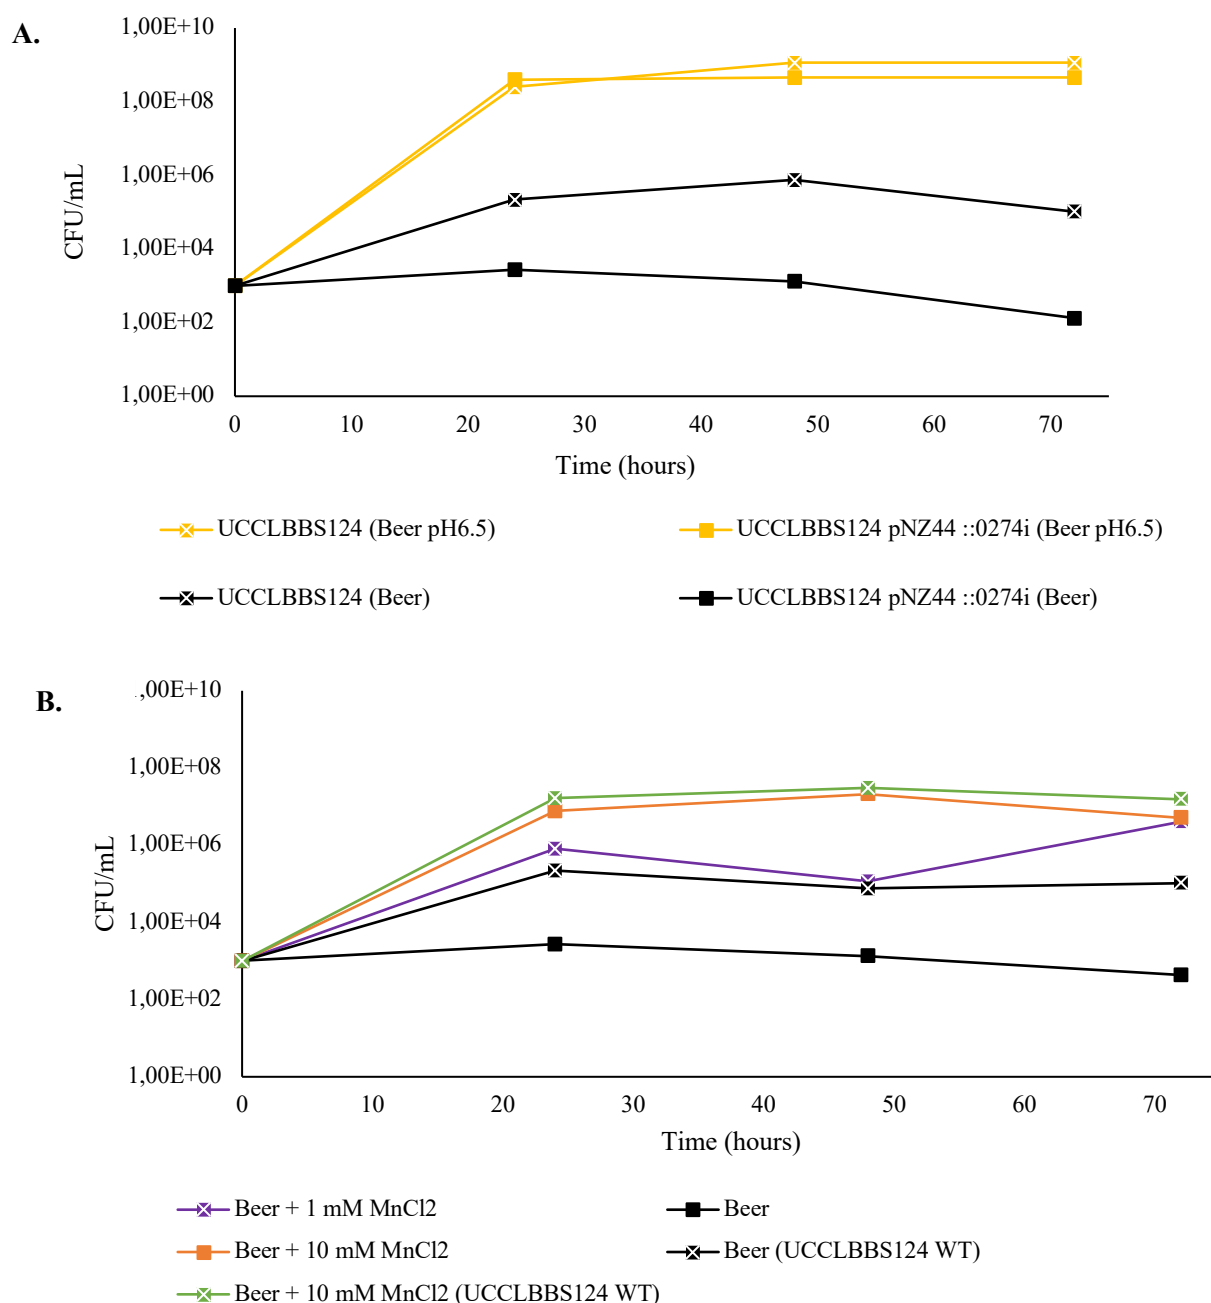 A.
1,00E+10
1,00E+08
1,00E+06
1,00E+04
1,00E+02
1,00E+00
CFU/mL
0 10 20 30 40 50 60 70
Time (hours)
UCCLBBS124 (Beer pH6.5) UCCLBBS124 pNZ44 ::0274i (Beer pH6.5)
UCCLBBS124 (Beer) UCCLBBS124 pNZ44 ::0274i (Beer)
B.
,00E+10
1,00E+08
1,00E+06
1,00E+04
1,00E+02
1,00E+00
CFU/mL
0 10 20 30 40 50 60 70
Time (hours)
Beer + 1 mM MnCl2 Beer
Beer + 10 mM MnCl2 Beer (UCCLBBS124 WT)
Beer + 10 mM MnCl2 (UCCLBBS124 WT)